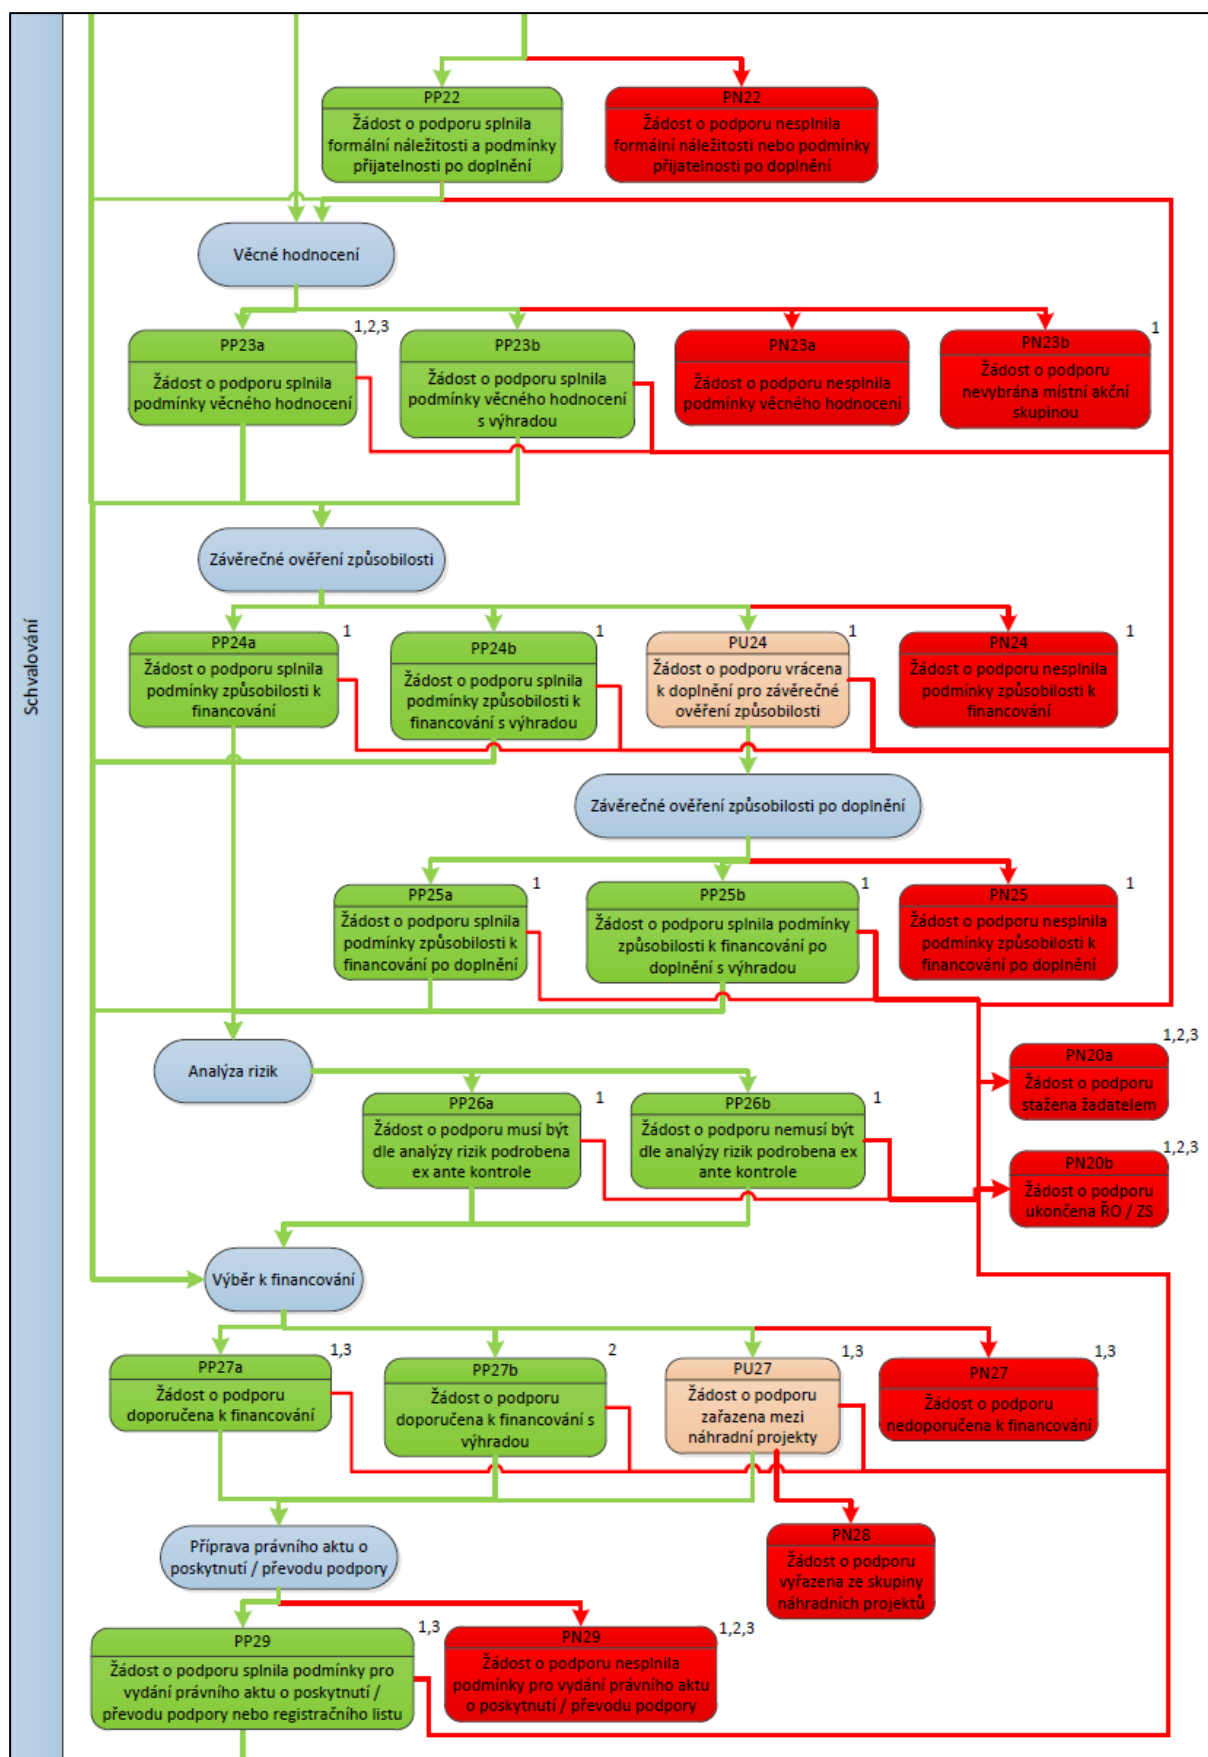 Schvalování
PP22
Žádost o podporu splnila
formální náležitosti a podmínky
přijatelnosti po doplnění
PN22
Žádost o podporu nesplnila
formální náležitosti nebo podmínky
přijatelnosti po doplnění
Věcné hodnocení
1,2,3
PP23a
Žádost o podporu splnila
podmínky věcného hodnocení
PP23b
Žádost o podporu splnila
podmínky věcného hodnocení
s výhradou
PN23a
Žádost o podporu nesplnila
podmínky věcného hodnocení
1
PN23b
Žádost o podporu
nevybrána místní akční
skupinou
Závěrečné ověření způsobilosti
1
PP24a
Žádost o podporu splnila
podmínky způsobilosti k
financování
1
PP24b
Žádost o podporu splnila
podmínky způsobilosti k
financování s výhradou
1
PU24
Žádost o podporu vrácena
k doplnění pro závěrečné
ověření způsobilosti
1
PN24
Žádost o podporu nesplnila
podmínky způsobilosti k
financování
Závěrečné ověření způsobilosti po doplnění
1
PP25a
Žádost o podporu splnila
podmínky způsobilosti k
financování po doplnění
1
PP25b
Žádost o podporu splnila podmínky
způsobilosti k financování po
doplnění s výhradou
1
PN25
Žádost o podporu nesplnila
podmínky způsobilosti k
financování po doplnění
Analýza rizik
1,2,3
PN20a
Žádost o podporu
stažena žadatelem
1
PP26a
Žádost o podporu musí být
dle analýzy rizik podrobena ex
ante kontrole
1
PP26b
Žádost o podporu nemusí být
dle analýzy rizik podrobena ex
ante kontrole
1,2,3
PN20b
Žádost o podporu
ukončena ŘO / ZS
Výběr k financování
1,3
PP27a
Žádost o podporu
doporučena k financování
2
PP27b
Žádost o podporu
doporučena k financování s
výhradou
1,3
PU27
Žádost o podporu
zařazena mezi
náhradní projekty
1,3
PN27
Žádost o podporu
nedoporučena k financování
Příprava právního aktu o
poskytnutí / převodu podpory
PN28
Žádost o podporu
vyřazena ze skupiny
náhradních projektů
1,3
PP29
Žádost o podporu splnila podmínky pro
vydání právního aktu o poskytnutí /
převodu podpory nebo registračního listu
1,2,3
PN29
Žádost o podporu nesplnila
podmínky pro vydání právního aktu
o poskytnutí / převodu podpory